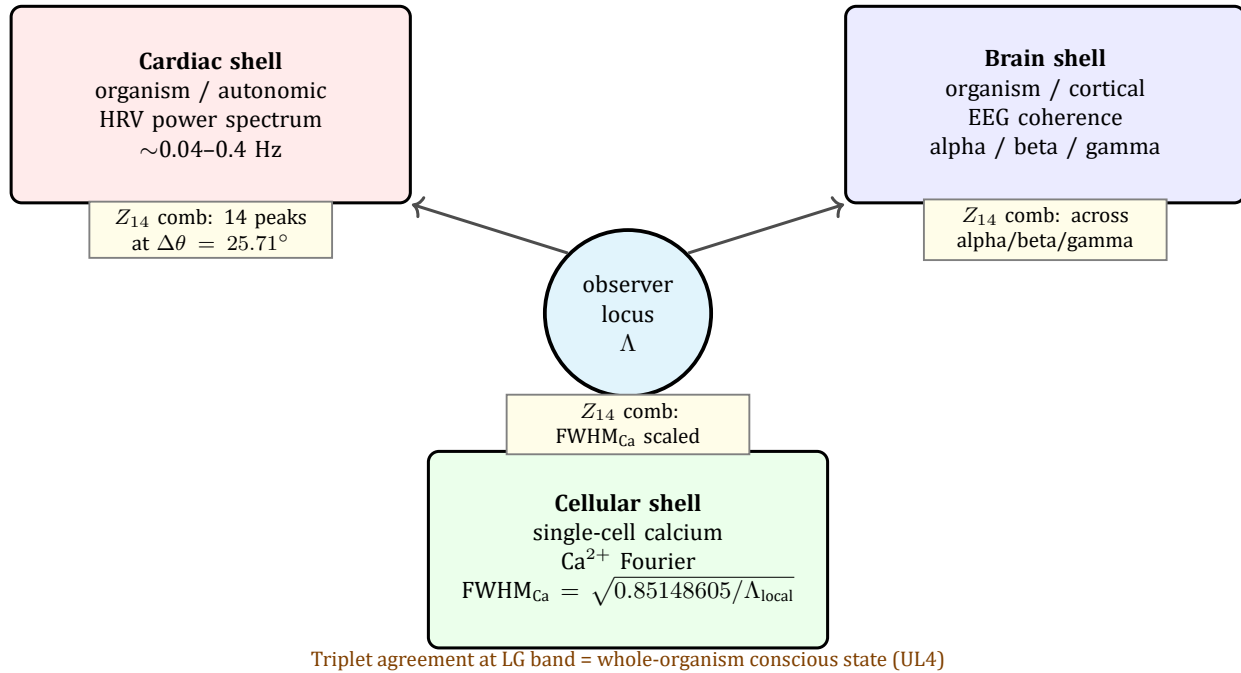 Cardiac shell
organism / autonomic
HRV power spectrum
∼0.04–0.4 Hz
Z₁₄ comb: 14 peaks
at Δθ = 25.71°
Brain shell
organism / cortical
EEG coherence
alpha / beta / gamma
Z₁₄ comb: across
alpha/beta/gamma
observer
locus
Λ
Z₁₄ comb:
FWHM_Ca scaled
Cellular shell
single-cell calcium
Ca²⁺ Fourier
FWHM_Ca = √(0.85148605/Λ_local)
Triplet agreement at LG band = whole-organism conscious state (UL4)